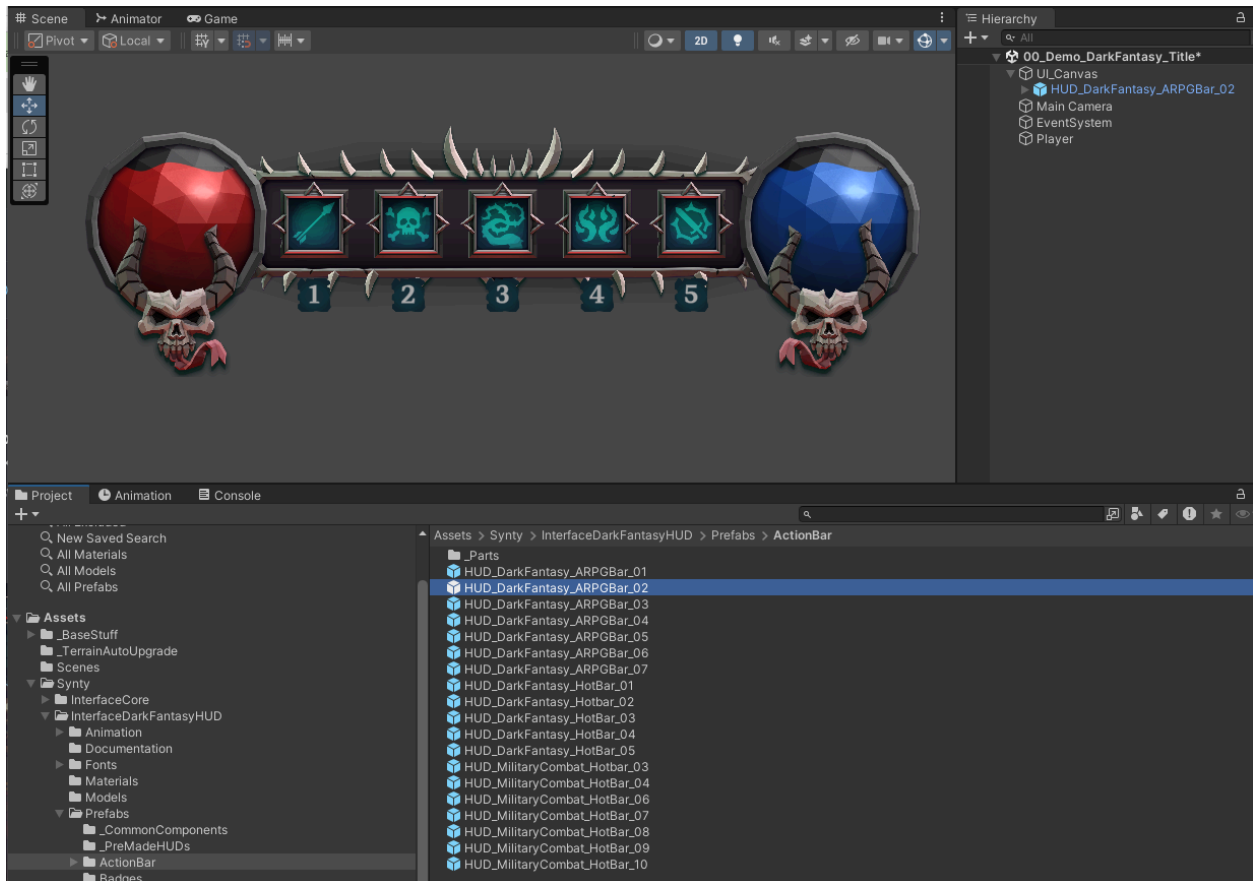 Scene Animator Game
Pivot Local 2D
Hierarchy
All
00_Demo_DarkFantasy_Title*
UI_Canvas
HUD_DarkFantasy_ARPGBar_02
Main Camera
EventSystem
Player
1 2 3 4 5
Project Animation Console
New Saved Search
All Materials
All Models
All Prefabs
Assets
_BaseStuff
_TerrainAutoUpgrade
Scenes
Synty
InterfaceCore
InterfaceDarkFantasyHUD
Animation
Documentation
Fonts
Materials
Models
Prefabs
_CommonComponents
_PreMadeHUDs
ActionBar
Badges
Assets > Synty > InterfaceDarkFantasyHUD > Prefabs > ActionBar
_Parts
HUD_DarkFantasy_ARPGBar_01
HUD_DarkFantasy_ARPGBar_02
HUD_DarkFantasy_ARPGBar_03
HUD_DarkFantasy_ARPGBar_04
HUD_DarkFantasy_ARPGBar_05
HUD_DarkFantasy_ARPGBar_06
HUD_DarkFantasy_ARPGBar_07
HUD_DarkFantasy_HotBar_01
HUD_DarkFantasy_Hotbar_02
HUD_DarkFantasy_HotBar_03
HUD_DarkFantasy_HotBar_04
HUD_DarkFantasy_HotBar_05
HUD_MilitaryCombat_Hotbar_03
HUD_MilitaryCombat_HotBar_04
HUD_MilitaryCombat_HotBar_06
HUD_MilitaryCombat_HotBar_07
HUD_MilitaryCombat_HotBar_08
HUD_MilitaryCombat_HotBar_09
HUD_MilitaryCombat_HotBar_10